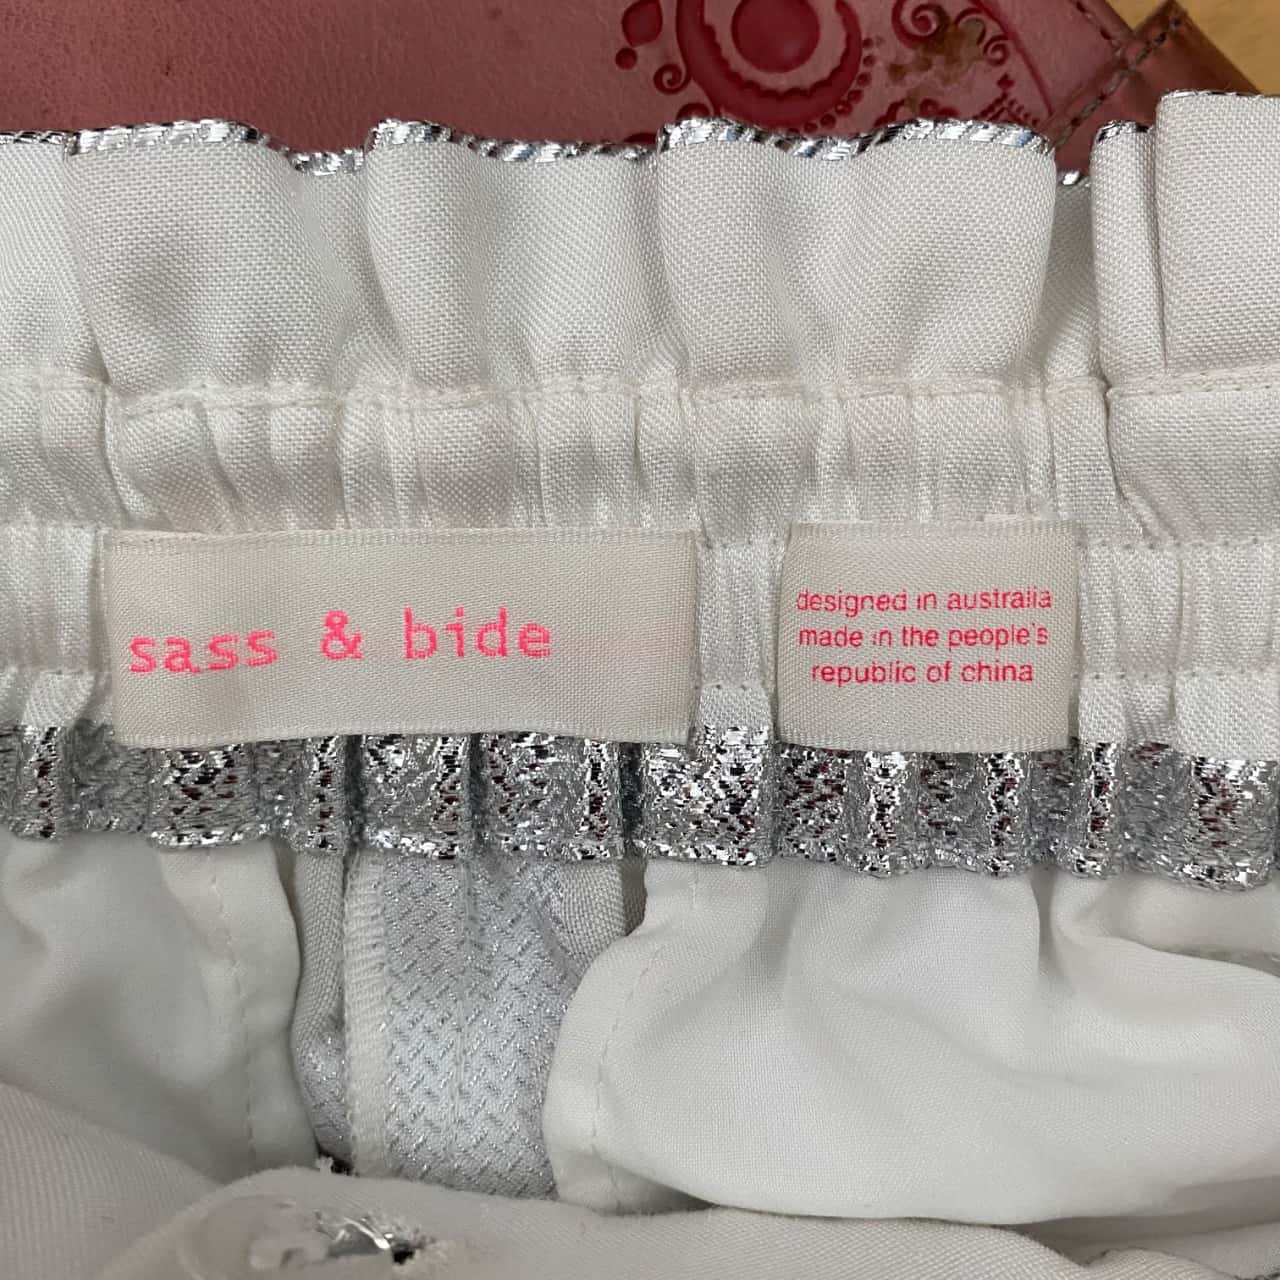 sass & bide
designed in australia
made in the people's
republic of china